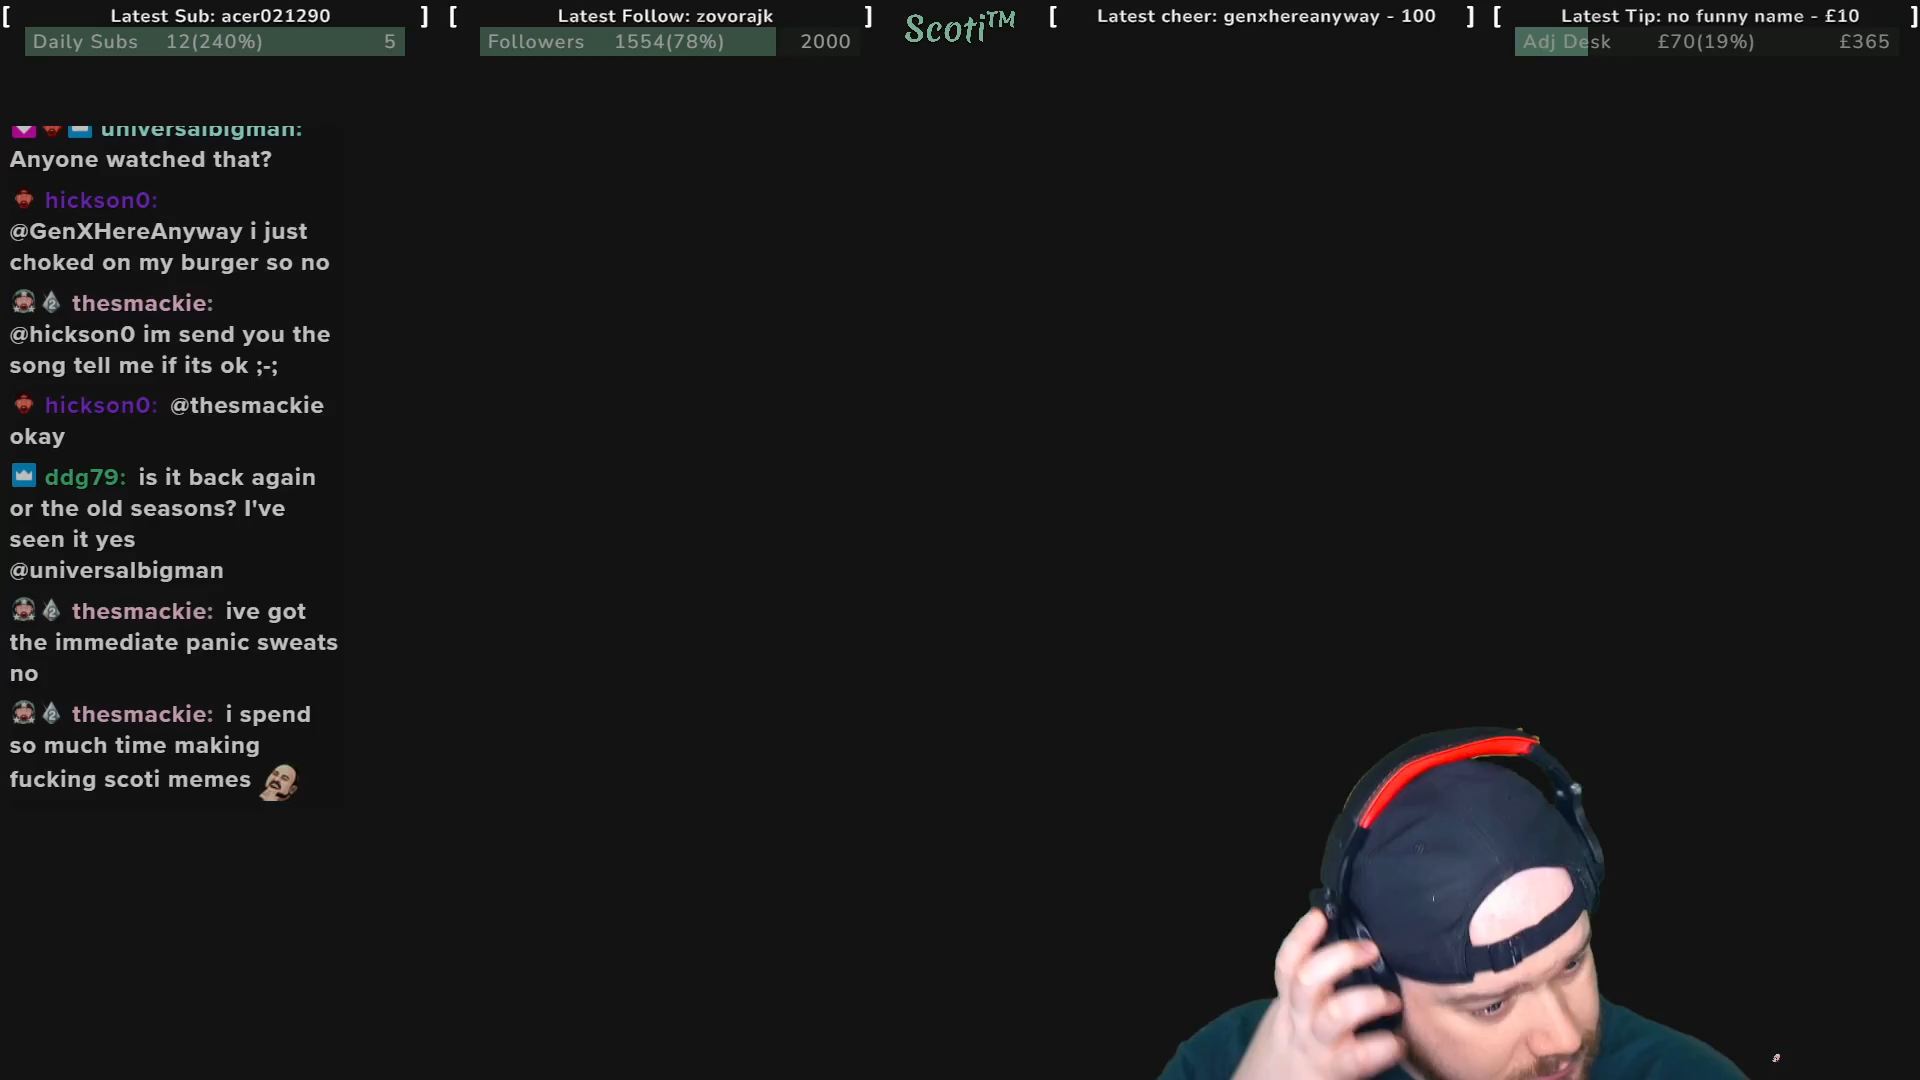 [ Latest Sub: acer021290 ]
Daily Subs 12(240%) 5
[ Latest Follow: zovorajk ]
Followers 1554(78%) 2000
Scoti™
[ Latest cheer: genxhereanyway - 100 ]
[ Latest Tip: no funny name - £10 ]
Adj Desk £70(19%) £365
universalbigman:
Anyone watched that?
hickson0:
@GenXHereAnyway i just
choked on my burger so no
thesmackie:
@hickson0 im send you the
song tell me if its ok ;-;
hickson0: @thesmackie
okay
ddg79: is it back again
or the old seasons? I've
seen it yes
@universalbigman
thesmackie: ive got
the immediate panic sweats
no
thesmackie: i spend
so much time making
fucking scoti memes